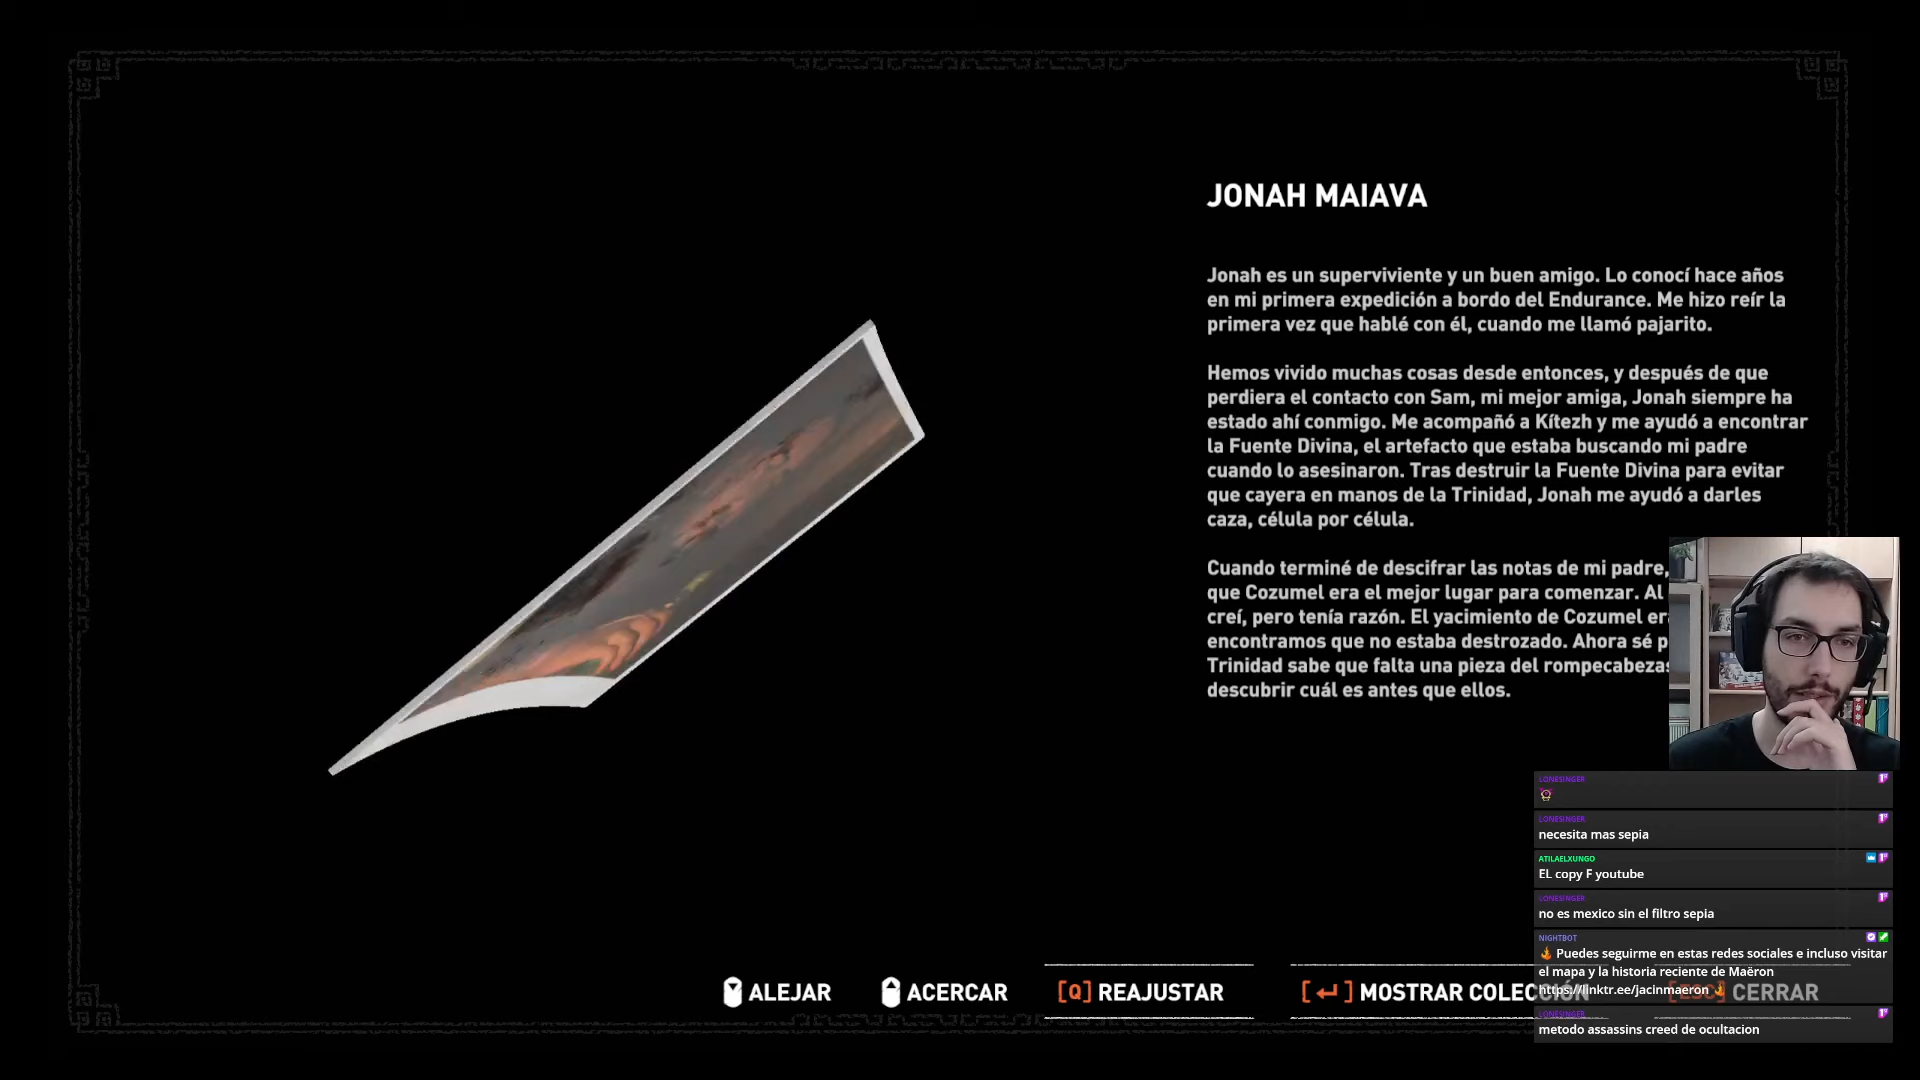 JONAH MAIAVA
Jonah es un superviviente y un buen amigo. Lo conocí hace años
en mi primera expedición a bordo del Endurance. Me hizo reír la
primera vez que hablé con él, cuando me llamó pajarito.
Hemos vivido muchas cosas desde entonces, y después de que
perdiera el contacto con Sam, mi mejor amiga, Jonah siempre ha
estado ahí conmigo. Me acompañó a Kítezh y me ayudó a encontrar
la Fuente Divina, el artefacto que estaba buscando mi padre
cuando lo asesinaron. Tras destruir la Fuente Divina para evitar
que cayera en manos de la Trinidad, Jonah me ayudó a darles
caza, célula por célula.
Cuando terminé de descifrar las notas de mi padre,
que Cozumel era el mejor lugar para comenzar. Al
creí, pero tenía razón. El yacimiento de Cozumel
encontramos que no estaba destrozado. Ahora sé
Trinidad sabe que falta una pieza del rompecabezas
descubrir cuál es antes que ellos.
LONESINGER
LONESINGER
necesita mas sepia
ATILAELXUNGO
EL copy F youtube
LONESINGER
no es mexico sin el filtro sepia
NIGHTBOT
Puedes seguirme en estas redes sociales e incluso visitar
el mapa y la historia reciente de Maëron
https://linktr.ee/jacinmaeron
LONESINGER
metodo assassins creed de ocultacion
ALEJAR
ACERCAR
[Q] REAJUSTAR
[↵] MOSTRAR COLECCIÓN
[ESC] CERRAR